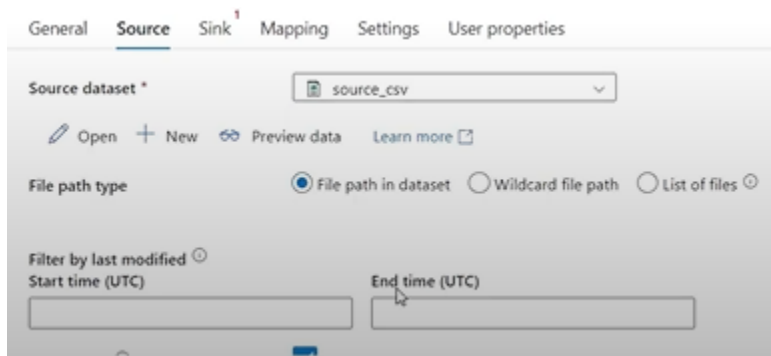 General Source Sink 1 Mapping Settings User properties
Source dataset * source_csv
Open New Preview data Learn more
File path type File path in dataset Wildcard file path List of files
Filter by last modified
Start time (UTC) End time (UTC)